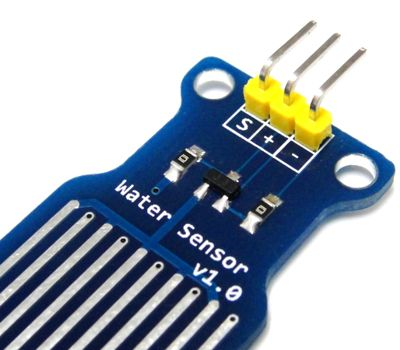 S + -
Water Sensor
v1.0